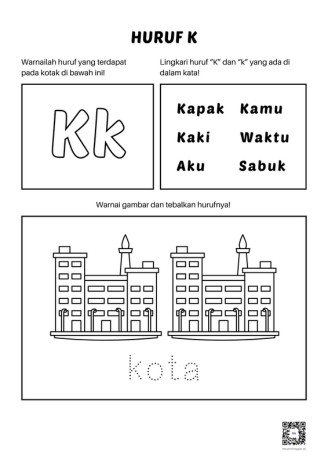 HURUF K
Warnailah huruf yang terdapat
pada kotak di bawah ini!
Lingkari huruf "K" dan "k" yang ada di
dalam kata!
Kk
Kapak Kamu
Kaki Waktu
Aku Sabuk
Warnai gambar dan tebalkan hurufnya!
kota